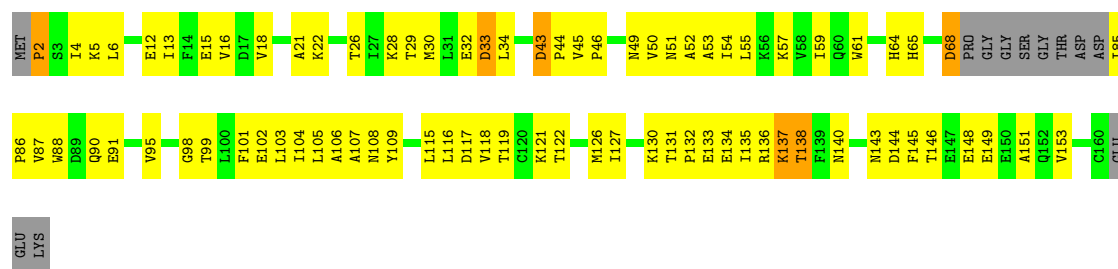 MET P2 S3 I4 K5 L6 E12 I13 F14 E15 V16 D17 V18 A21 K22 T26 I27 K28 T29 M30 L31 E32 D33 L34 D43 P44 V45 P46 N49 V50 N51 A52 A53 I54 L55 K56 K57 V58 I59 Q60 W61 H64 H65 D68 PRO GLY GLY SER GLY THR ASP ASP I85
P86 V87 W88 D89 Q90 E91 V95 G98 T99 L100 F101 E102 L103 I104 L105 A106 A107 N108 Y109 L115 L116 D117 V118 T119 C120 K121 T122 M126 I127 K130 T131 P132 E133 E134 I135 R136 K137 T138 F139 N140 N143 D144 F145 T146 E147 E148 E149 E150 A151 Q152 V153 C160 GLU
GLU LYS